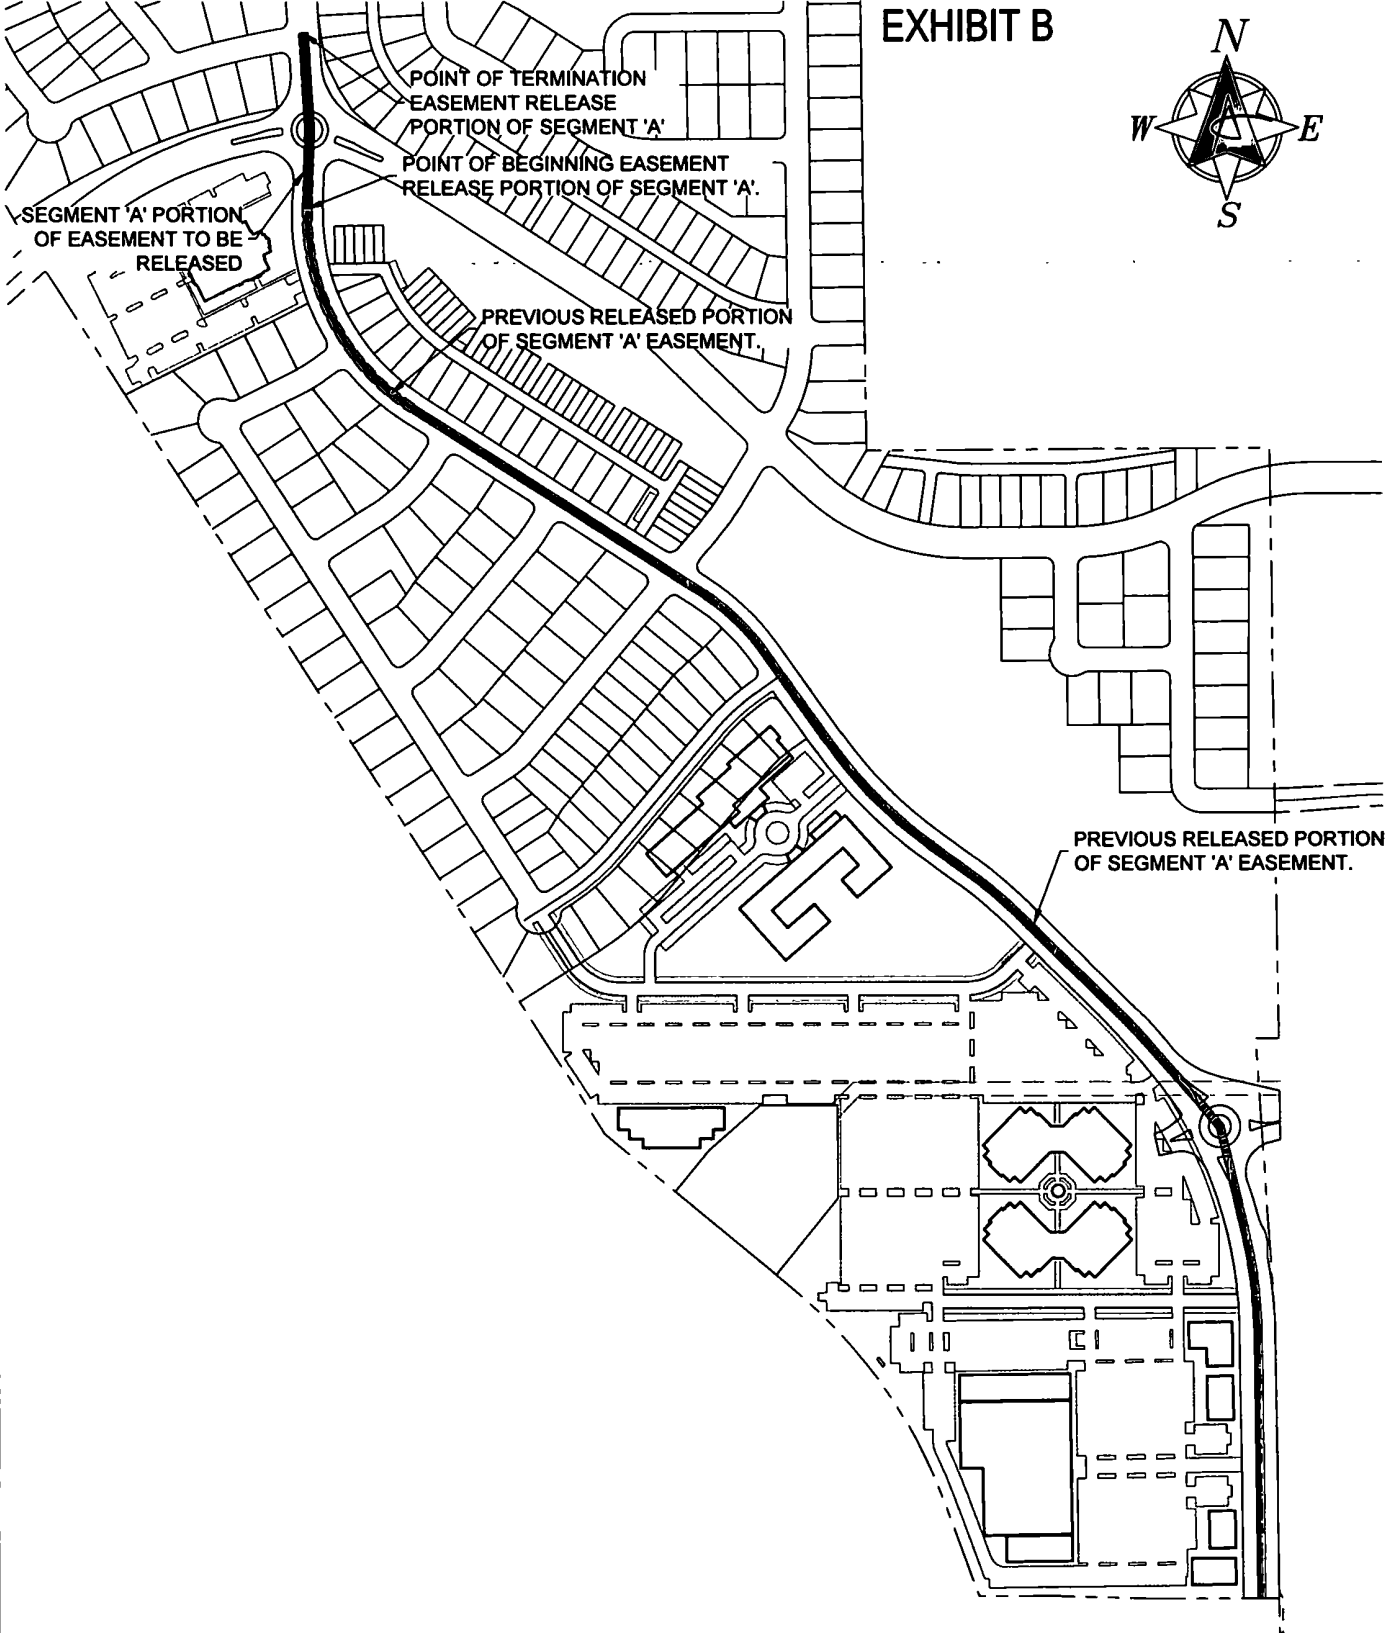 EXHIBIT B
N
W
E
S
POINT OF TERMINATION
EASEMENT RELEASE
PORTION OF SEGMENT 'A'
POINT OF BEGINNING EASEMENT
RELEASE PORTION OF SEGMENT 'A'.
SEGMENT 'A' PORTION
OF EASEMENT TO BE
RELEASED
PREVIOUS RELEASED PORTION
OF SEGMENT 'A' EASEMENT.
PREVIOUS RELEASED PORTION
OF SEGMENT 'A' EASEMENT.